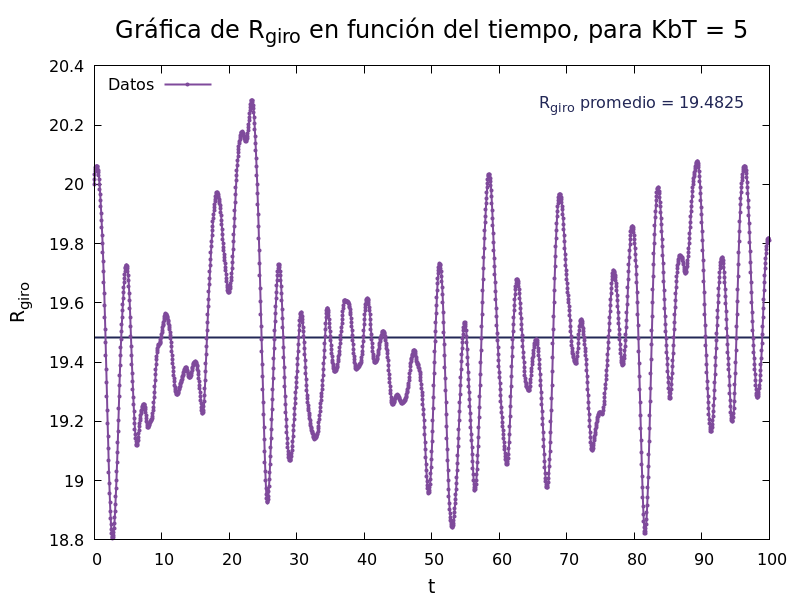 Gráfica de Rgiro en función del tiempo, para KbT = 5
20.4
Datos
Rgiro promedio = 19.4825
20.2
20
19.8
19.6
Rgiro
19.4
19.2
19
18.8
0 10 20 30 40 50 60 70 80 90 100
t